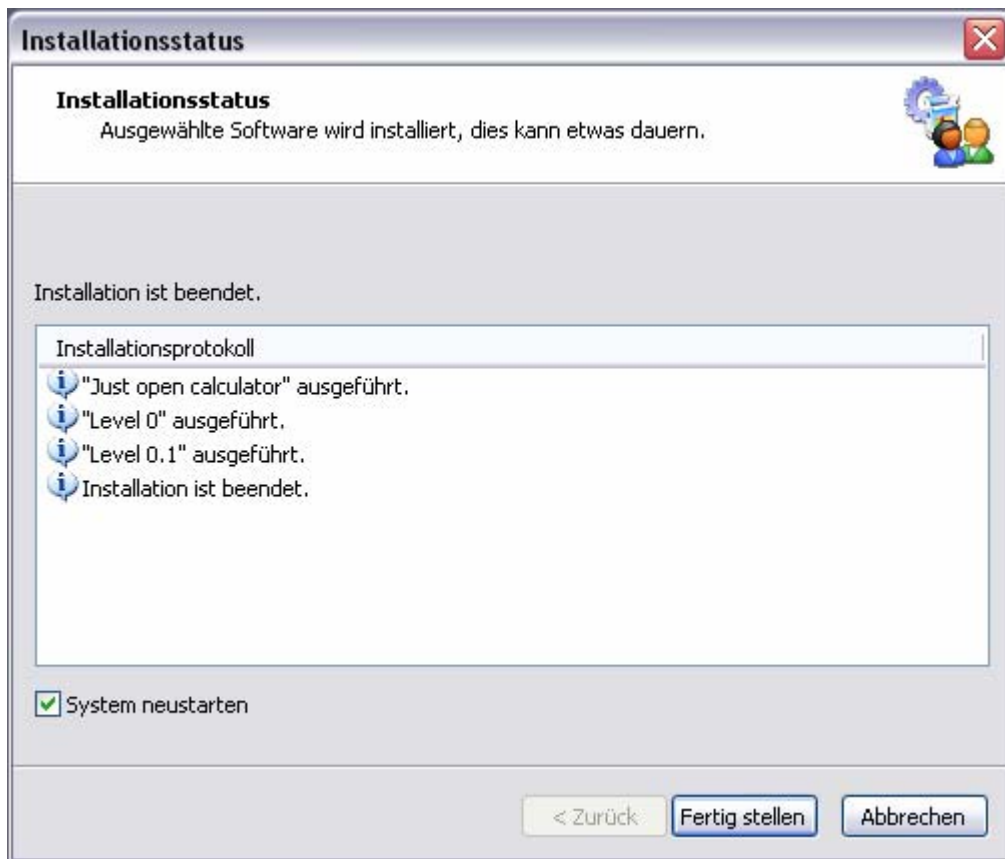 Installationsstatus
Installationsstatus
Ausgewählte Software wird installiert, dies kann etwas dauern.
Installation ist beendet.
Installationsprotokoll
"Just open calculator" ausgeführt.
"Level 0" ausgeführt.
"Level 0.1" ausgeführt.
Installation ist beendet.
System neustarten
< Zurück
Fertig stellen
Abbrechen